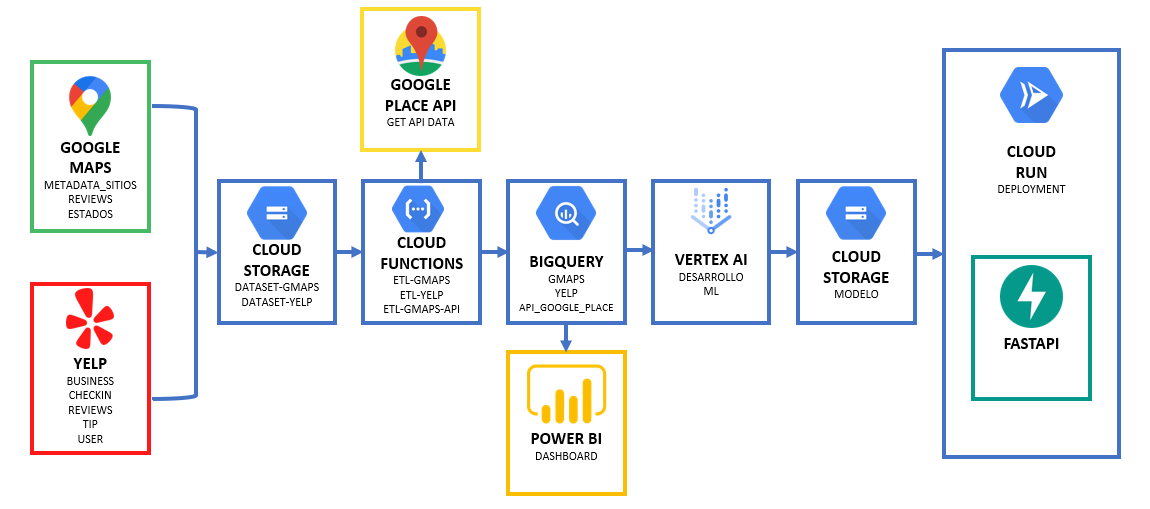 GOOGLE
MAPS
METADATA_SITIOS
REVIEWS
ESTADOS
YELP
BUSINESS
CHECKIN
REVIEWS
TIP
USER
CLOUD
STORAGE
DATASET-GMAPS
DATASET-YELP
GOOGLE
PLACE API
GET API DATA
CLOUD
FUNCTIONS
ETL-GMAPS
ETL-YELP
ETL-GMAPS-API
BIGQUERY
GMAPS
YELP
API_GOOGLE_PLACE
POWER BI
DASHBOARD
VERTEX AI
DESARROLLO
ML
CLOUD
STORAGE
MODELO
CLOUD
RUN
DEPLOYMENT
FASTAPI